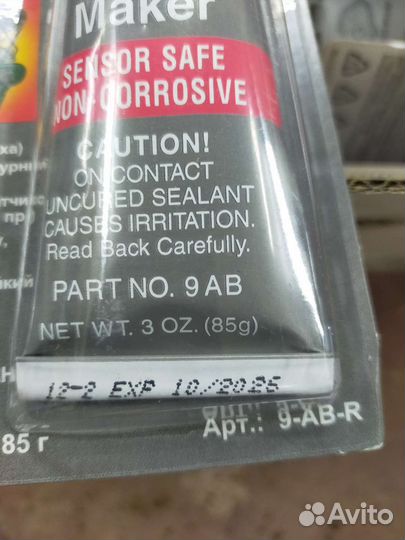 Maker
SENSOR SAFE
NON-CORROSIVE
CAUTION!
ON CONTACT
UNCURED SEALANT
CAUSES IRRITATION.
Read Back Carefully.
PART NO. 9AB
NET WT. 3 OZ. (85g)
12-2 EXP 10/2026
85 г
Арт.: 9-AB-R
Avito